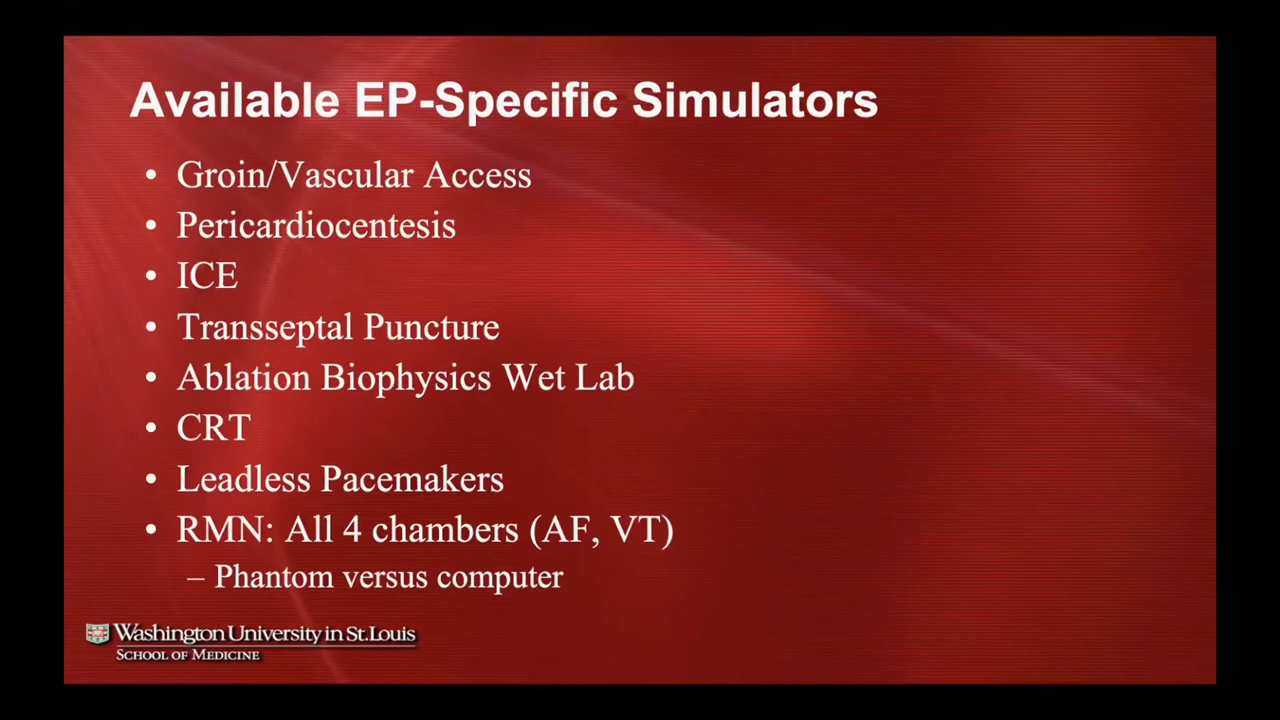 Available EP-Specific Simulators
• Groin/Vascular Access
• Pericardiocentesis
• ICE
• Transseptal Puncture
• Ablation Biophysics Wet Lab
• CRT
• Leadless Pacemakers
• RMN: All 4 chambers (AF, VT)
– Phantom versus computer
Washington University in St. Louis
SCHOOL OF MEDICINE